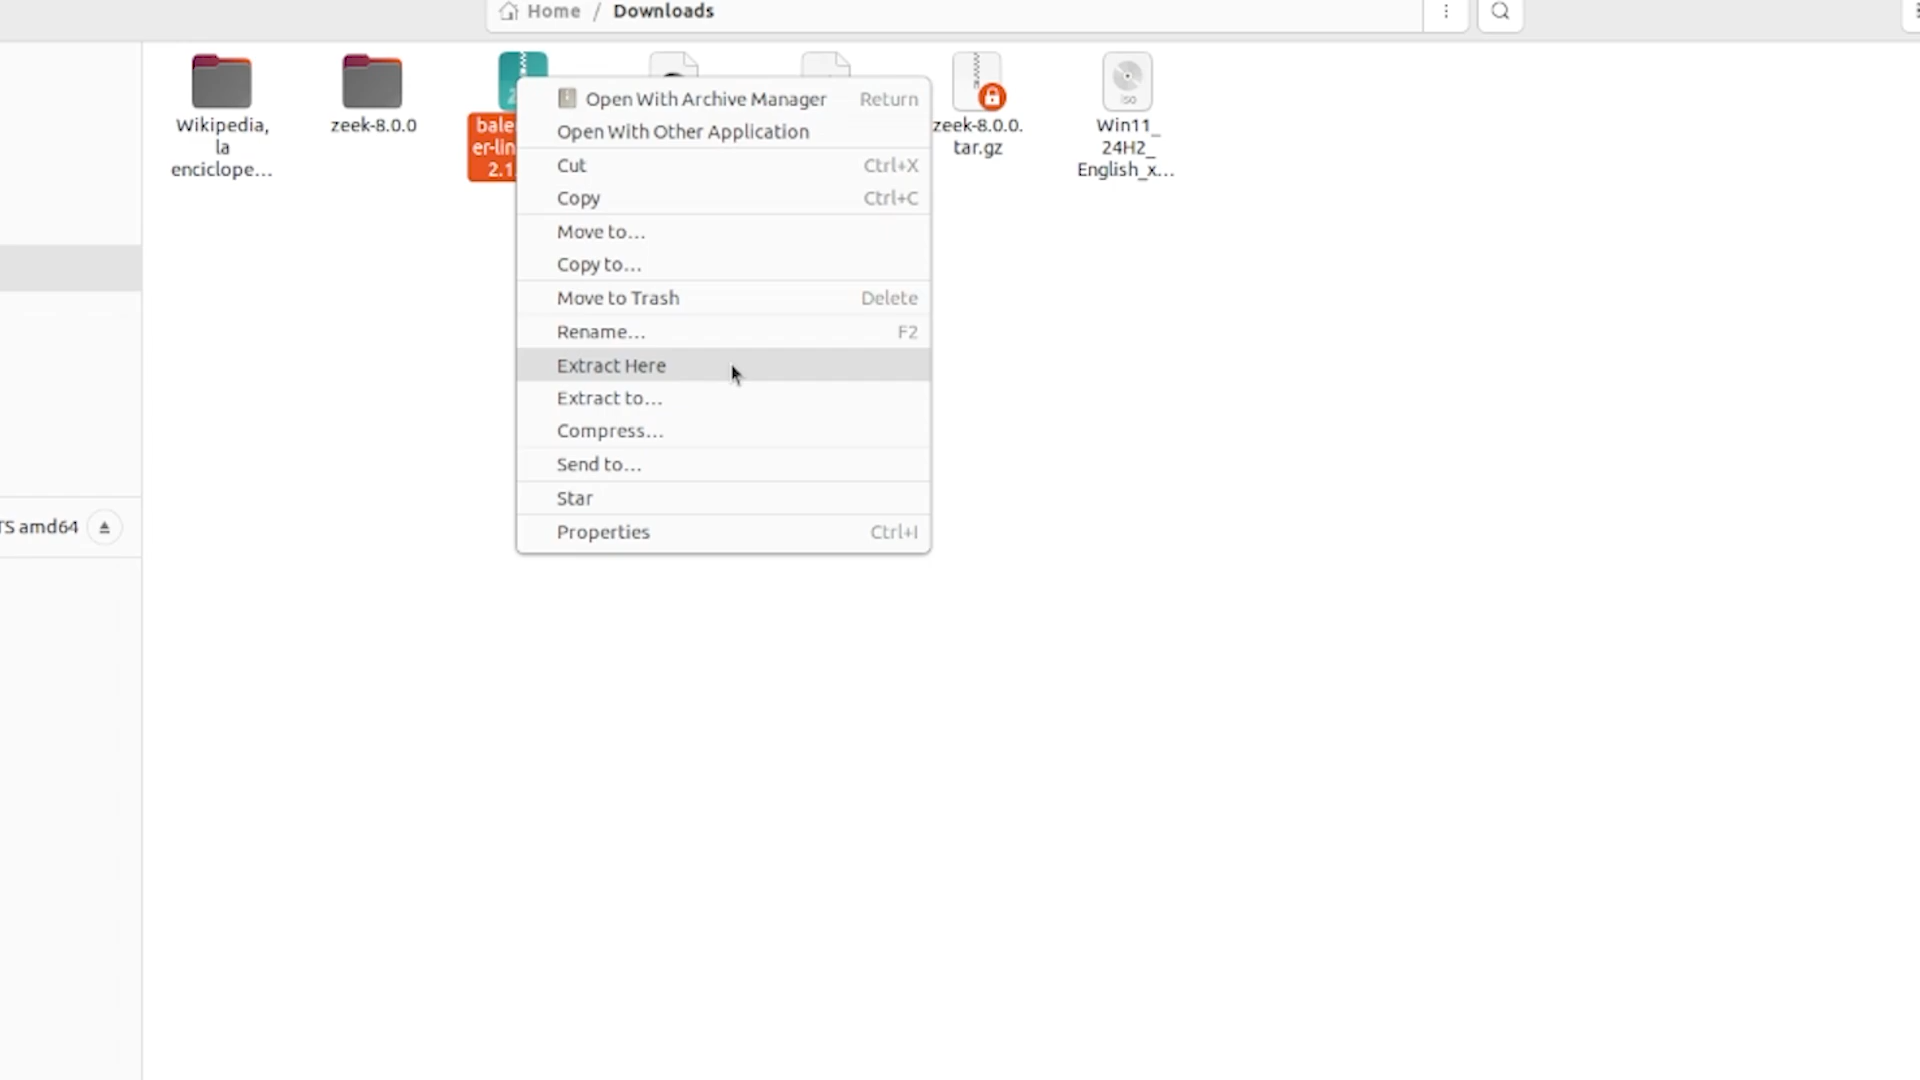 Home / Downloads
Wikipedia,
la
enciclope...
zeek-8.0.0
bale
er-lin
2.1.
zeek-8.0.0.
tar.gz
Win11_
24H2_
English_x...
iso
Open With Archive Manager Return
Open With Other Application
Cut Ctrl+X
Copy Ctrl+C
Move to...
Copy to...
Move to Trash Delete
Rename... F2
Extract Here
Extract to...
Compress...
Send to...
Star
Properties Ctrl+I
TS amd64